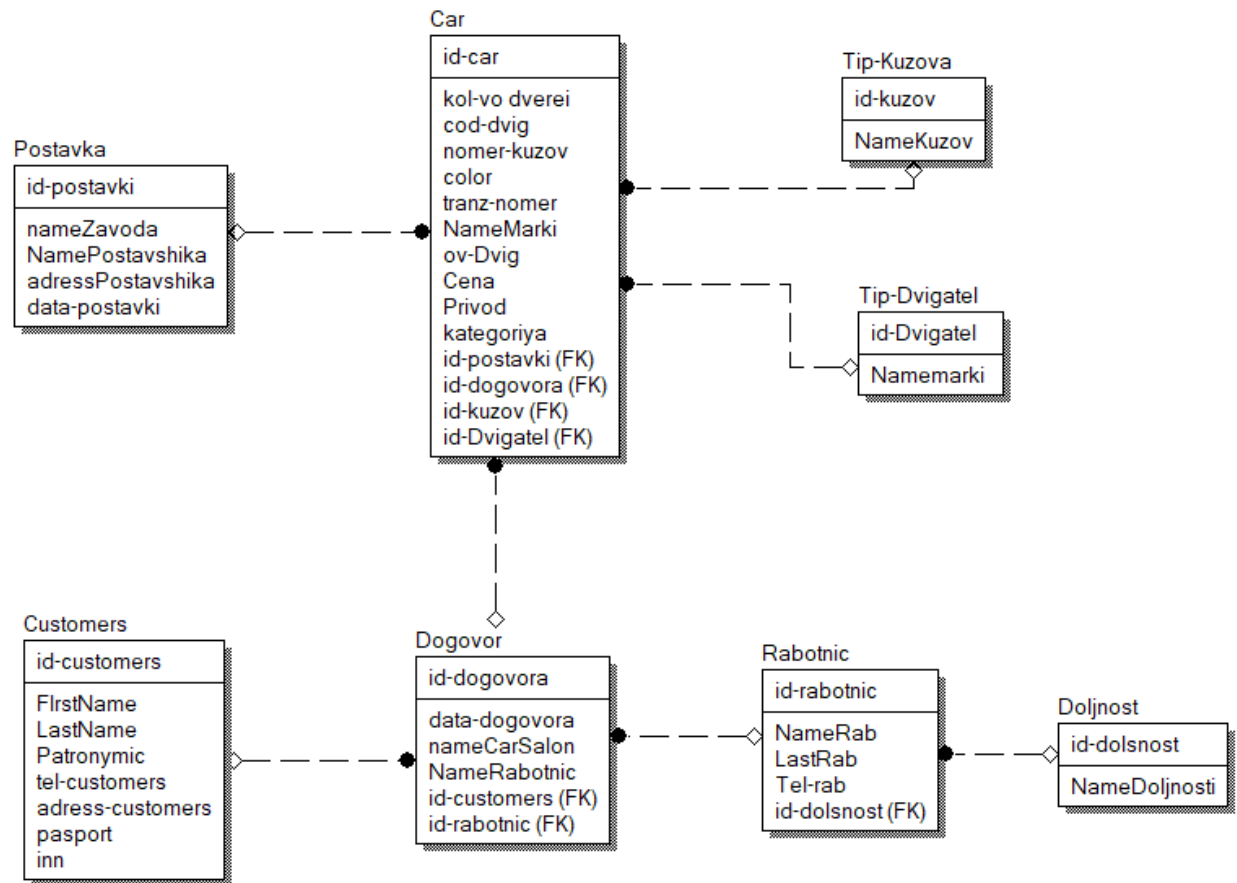 Car
id-car
kol-vo dverei
cod-dvig
nomer-kuzov
color
tranz-nomer
NameMarki
ov-Dvig
Cena
Privod
kategoriya
id-postavki (FK)
id-dogovora (FK)
id-kuzov (FK)
id-Dvigatel (FK)
Tip-Kuzova
id-kuzov
NameKuzov
Postavka
id-postavki
nameZavoda
NamePostavshika
adressPostavshika
data-postavki
Tip-Dvigatel
id-Dvigatel
Namemarki
Customers
id-customers
FIrstName
LastName
Patronymic
tel-customers
adress-customers
pasport
inn
Dogovor
id-dogovora
data-dogovora
nameCarSalon
NameRabotnic
id-customers (FK)
id-rabotnic (FK)
Rabotnic
id-rabotnic
NameRab
LastRab
Tel-rab
id-dolsnost (FK)
Doljnost
id-dolsnost
NameDoljnosti